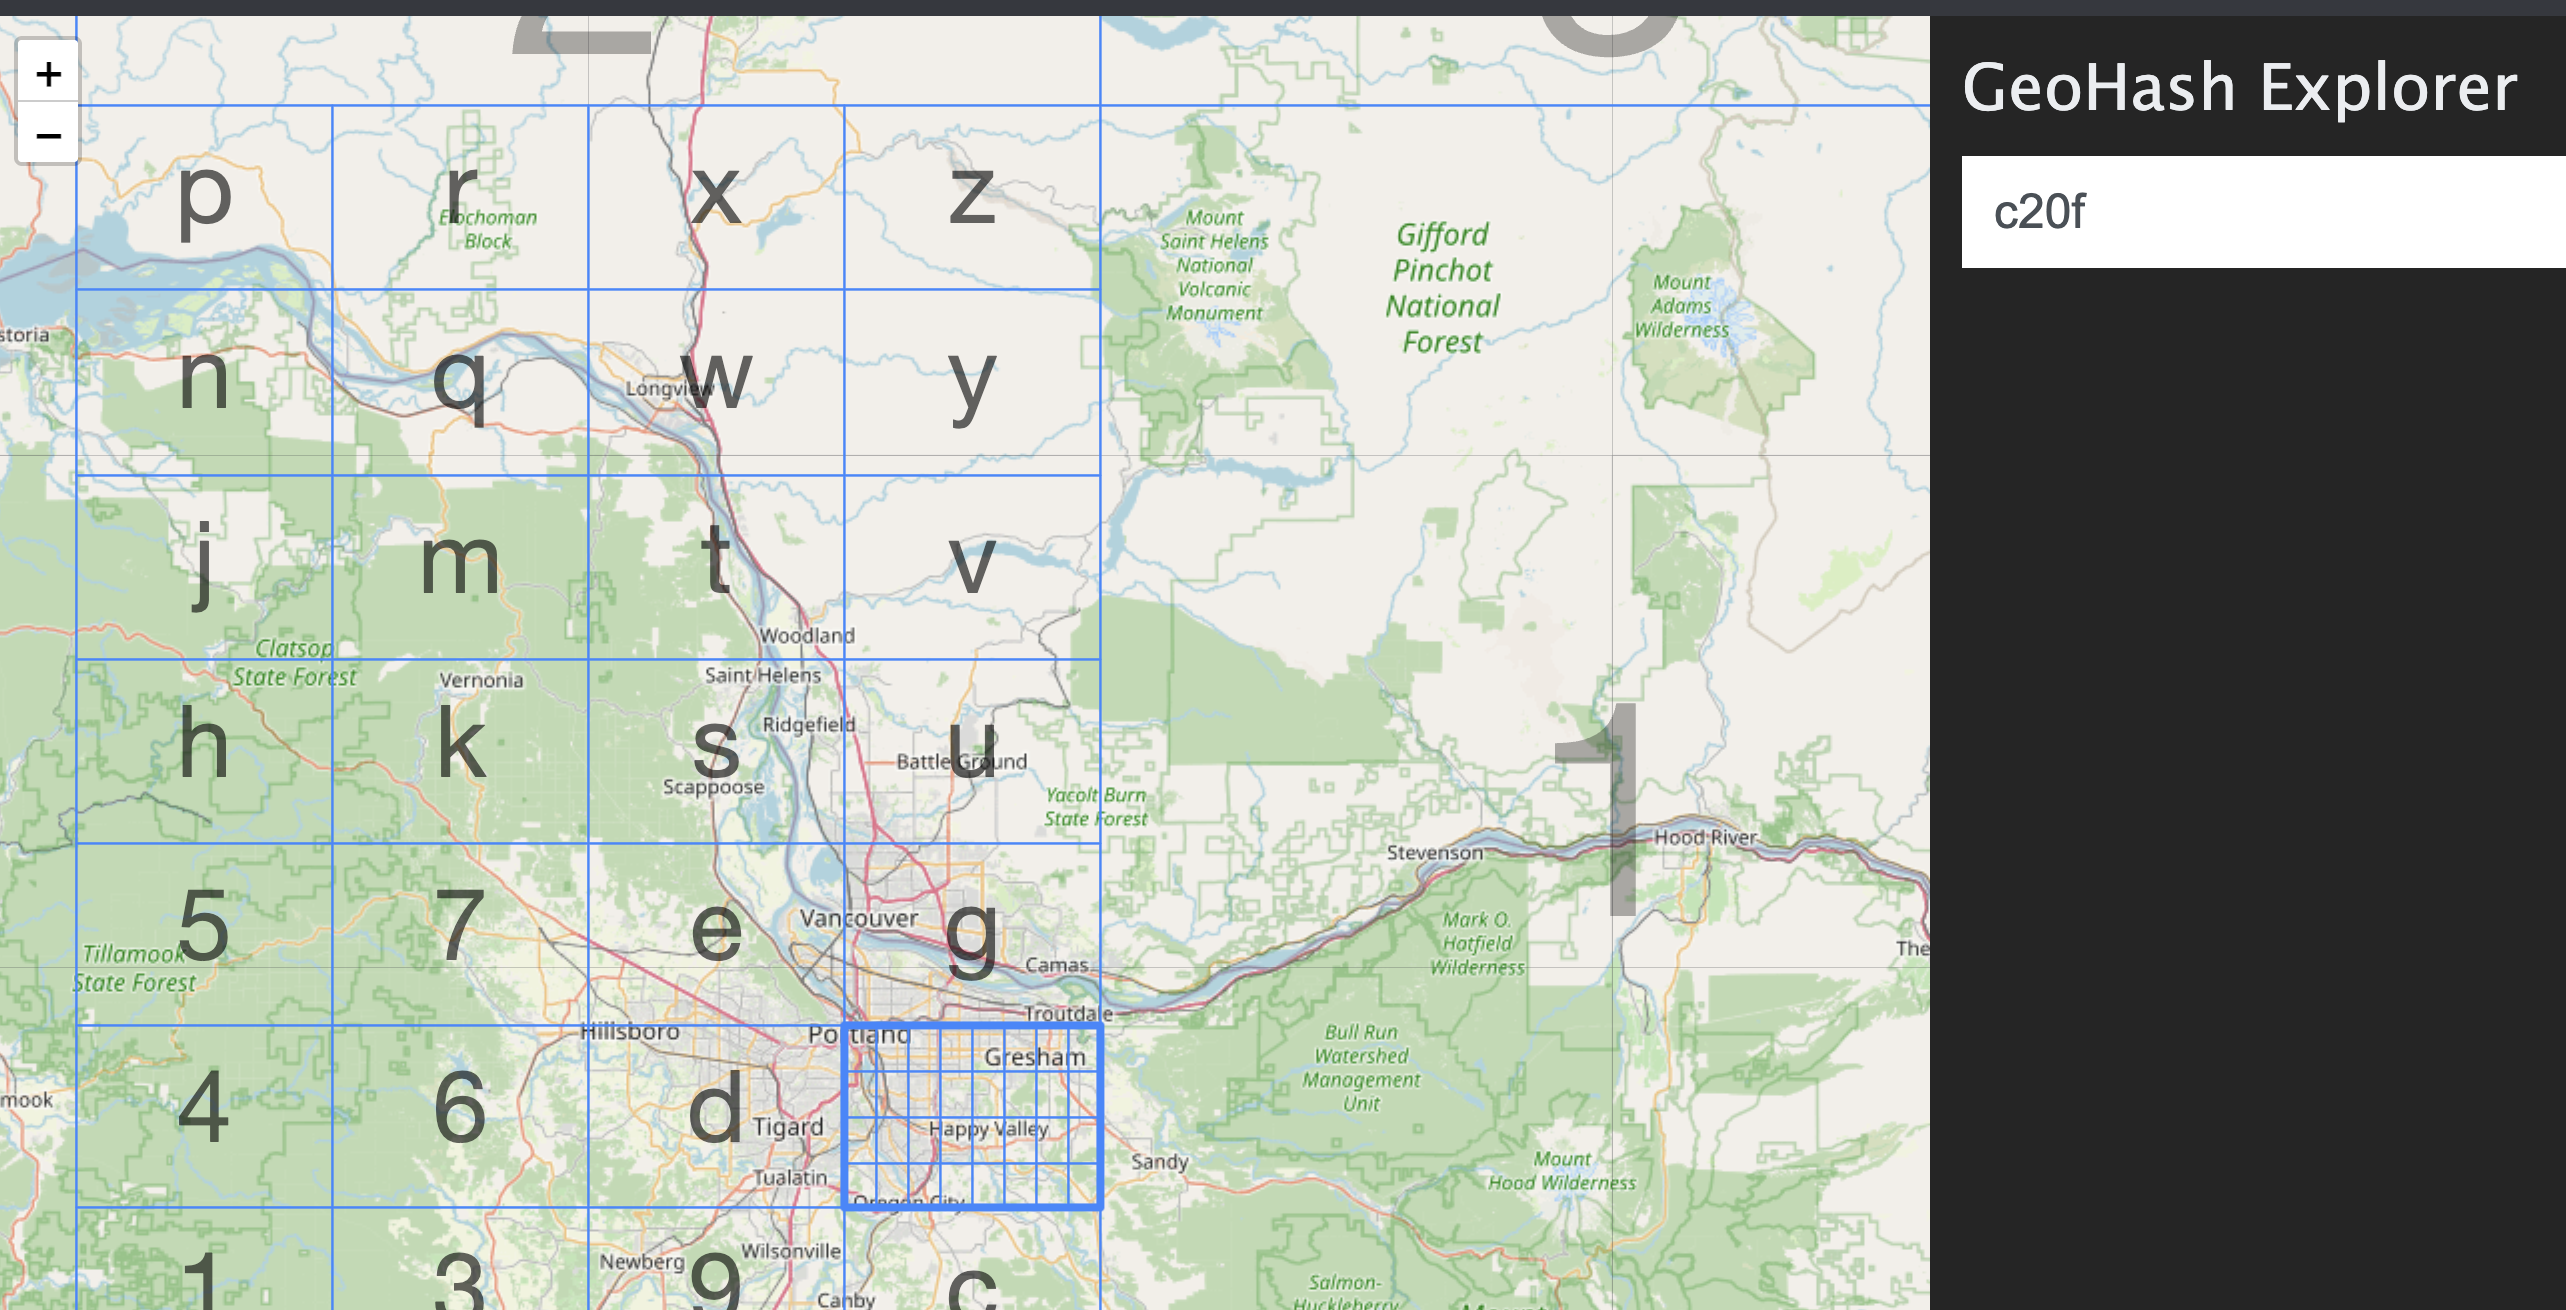 +
−
GeoHash Explorer
c20f
p
r
x
z
Elochoman
Block
Mount
Saint Helens
National
Volcanic
Monument
Gifford
Pinchot
National
Forest
Mount
Adams
Wilderness
storia
n
q
w
y
Longview
j
m
t
v
Woodland
Clatsop
State Forest
Vernonia
Saint Helens
h
k
s
u
Ridgefield
Battle Ground
Scappoose
Yacolt Burn
State Forest
1
Stevenson
Hood River
5
7
e
g
Vancouver
Tillamook
State Forest
Camas
Mark O.
Hatfield
Wilderness
The
Troutdale
Hillsboro
Portland
Gresham
Bull Run
Watershed
Management
Unit
mook
4
6
d
Tigard
Happy Valley
Tualatin
Sandy
Mount
Hood Wilderness
Oregon City
1
3
9
c
Newberg
Wilsonville
Canby
Salmon-
Huckleberry